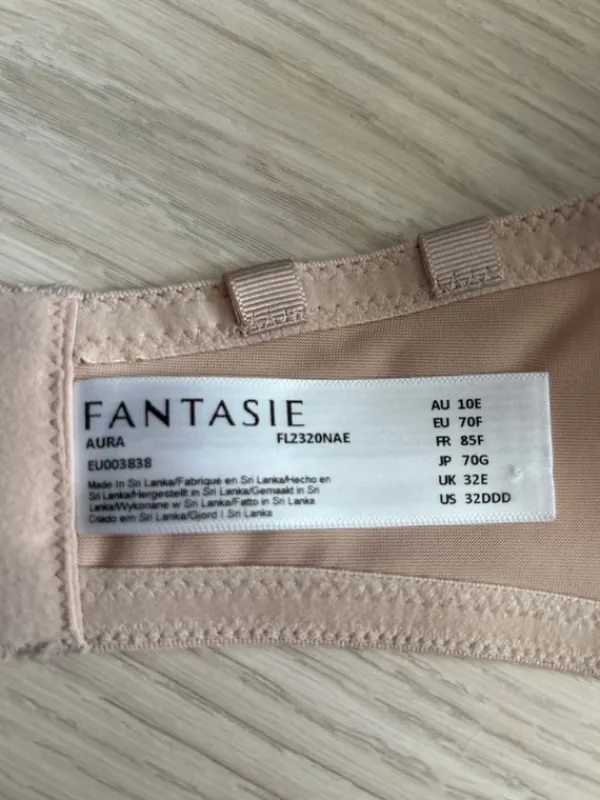 FANTASIE
AURA FL2320NAE
EU003838
Made in Sri Lanka/Fabrique en Sri Lanka/Hecho en
Sri Lanka/Hergestellt in Sri Lanka/Gemaakt in Sri
Lanka/Wykonane w Sri Lanka/Fatto in Sri Lanka
Criado em Sri Lanka/Gjord i Sri Lanka
AU 10E
EU 70F
FR 85F
JP 70G
UK 32E
US 32DDD